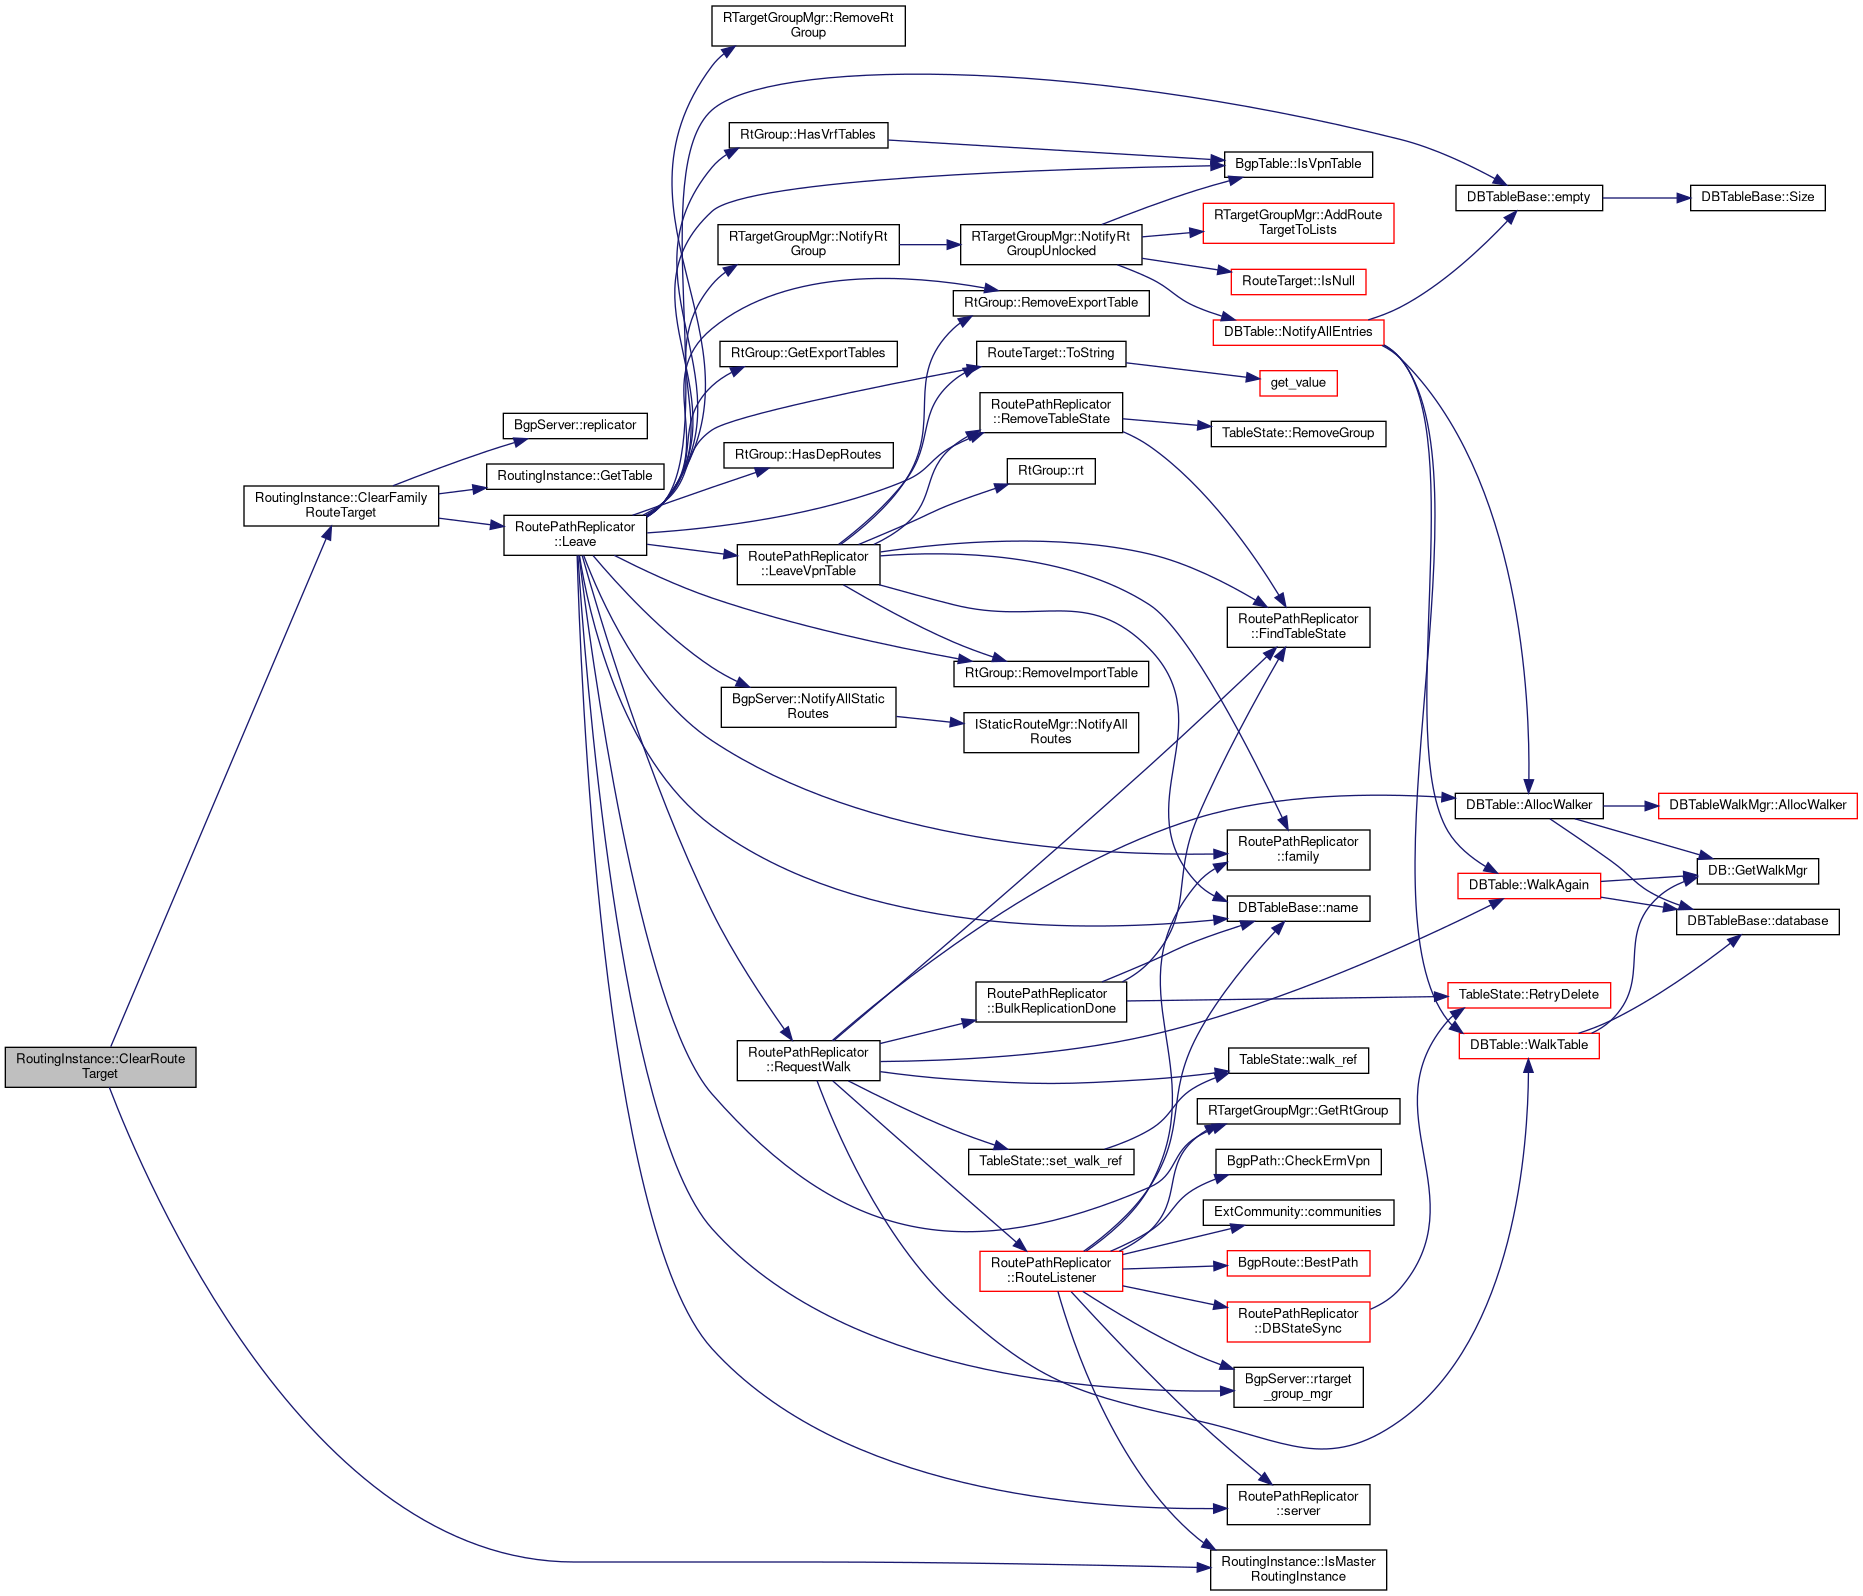 RTargetGroupMgr::RemoveRt
Group
RtGroup::HasVrfTables
BgpTable::IsVpnTable
DBTableBase::empty
DBTableBase::Size
RTargetGroupMgr::NotifyRt
Group
RTargetGroupMgr::NotifyRt
GroupUnlocked
RTargetGroupMgr::AddRoute
TargetToLists
RouteTarget::IsNull
RtGroup::RemoveExportTable
DBTable::NotifyAllEntries
RtGroup::GetExportTables
RouteTarget::ToString
get_value
BgpServer::replicator
RoutePathReplicator
::RemoveTableState
TableState::RemoveGroup
RtGroup::HasDepRoutes
RtGroup::rt
RoutingInstance::GetTable
RoutingInstance::ClearFamily
RouteTarget
RoutePathReplicator
::Leave
RoutePathReplicator
::LeaveVpnTable
RoutePathReplicator
::FindTableState
RtGroup::RemoveImportTable
BgpServer::NotifyAllStatic
Routes
IStaticRouteMgr::NotifyAll
Routes
DBTable::AllocWalker
DBTableWalkMgr::AllocWalker
RoutePathReplicator
::family
DB::GetWalkMgr
DBTable::WalkAgain
DBTableBase::name
DBTableBase::database
RoutePathReplicator
::BulkReplicationDone
TableState::RetryDelete
DBTable::WalkTable
RoutingInstance::ClearRoute
Target
RoutePathReplicator
::RequestWalk
TableState::walk_ref
RTargetGroupMgr::GetRtGroup
TableState::set_walk_ref
BgpPath::CheckErmVpn
ExtCommunity::communities
RoutePathReplicator
::RouteListener
BgpRoute::BestPath
RoutePathReplicator
::DBStateSync
BgpServer::rtarget
_group_mgr
RoutePathReplicator
::server
RoutingInstance::IsMaster
RoutingInstance